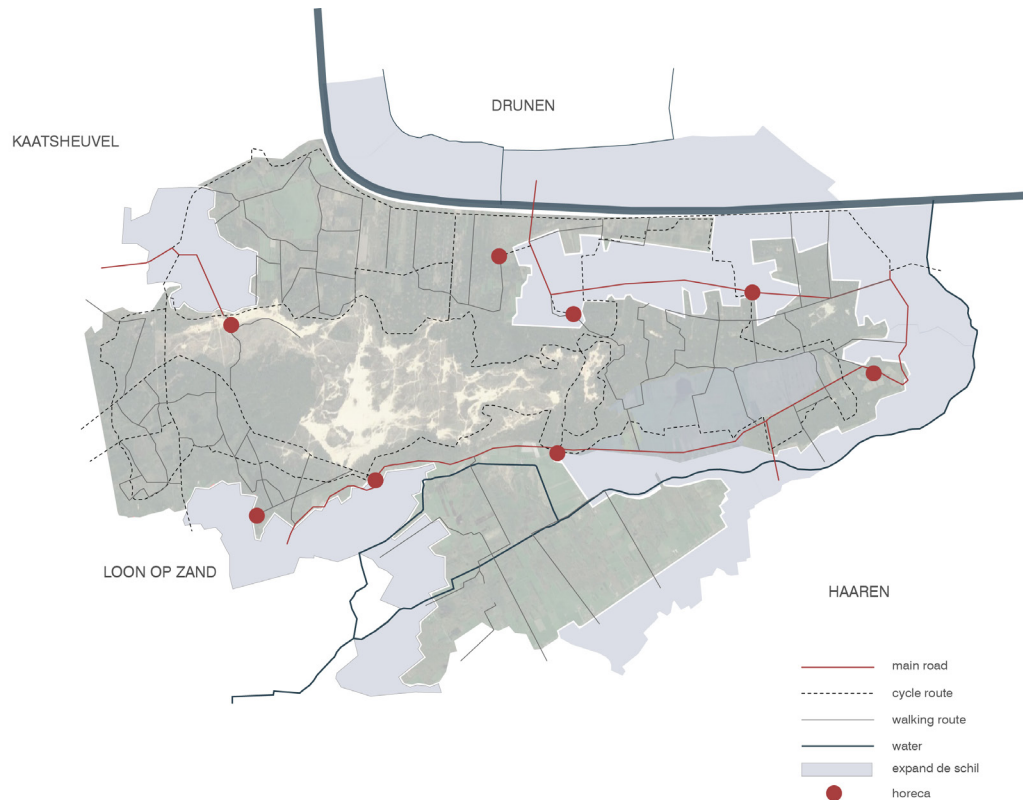 DRUNEN
KAATSHEUVEL
LOON OP ZAND
HAAREN
main road
cycle route
walking route
water
expand de schil
horeca